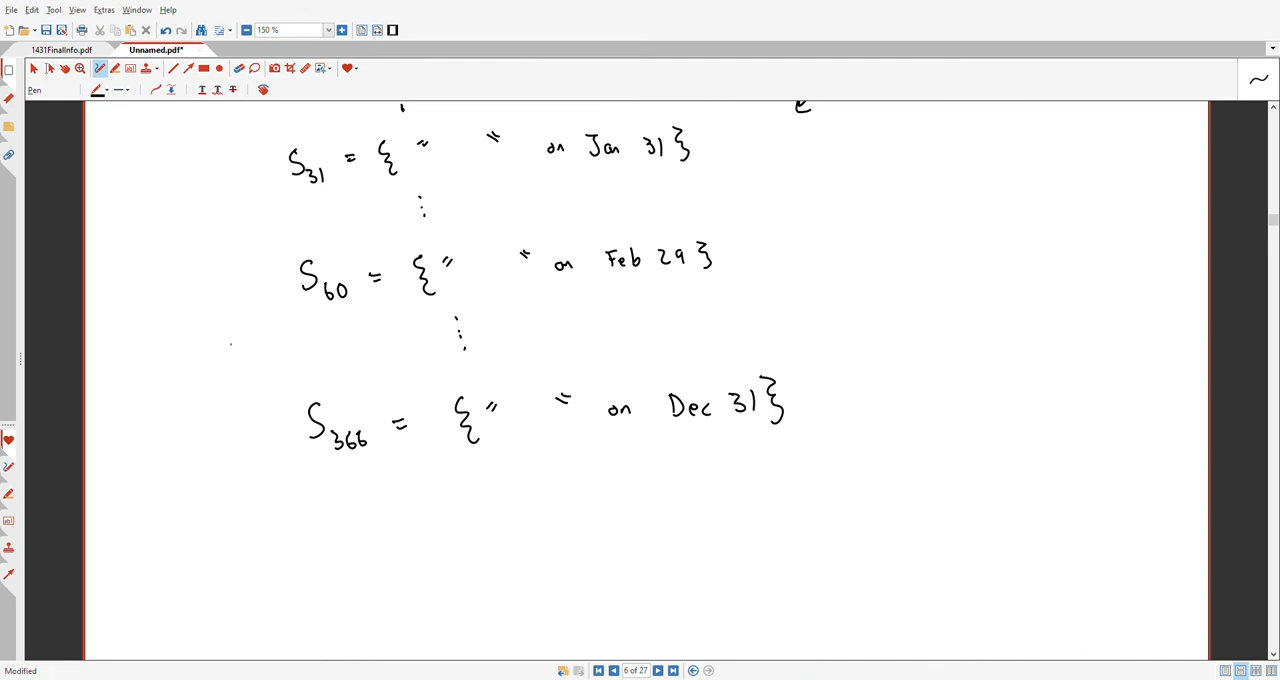 File Edit Tool View Extras Window Help
150 %
1431FinalInfo.pdf Unnamed.pdf*
Pen
S31 = { " " on Jan 31}
⋮
S60 = { " " on Feb 29}
⋮
S366 = { " " on Dec 31}
Modified
6 of 27